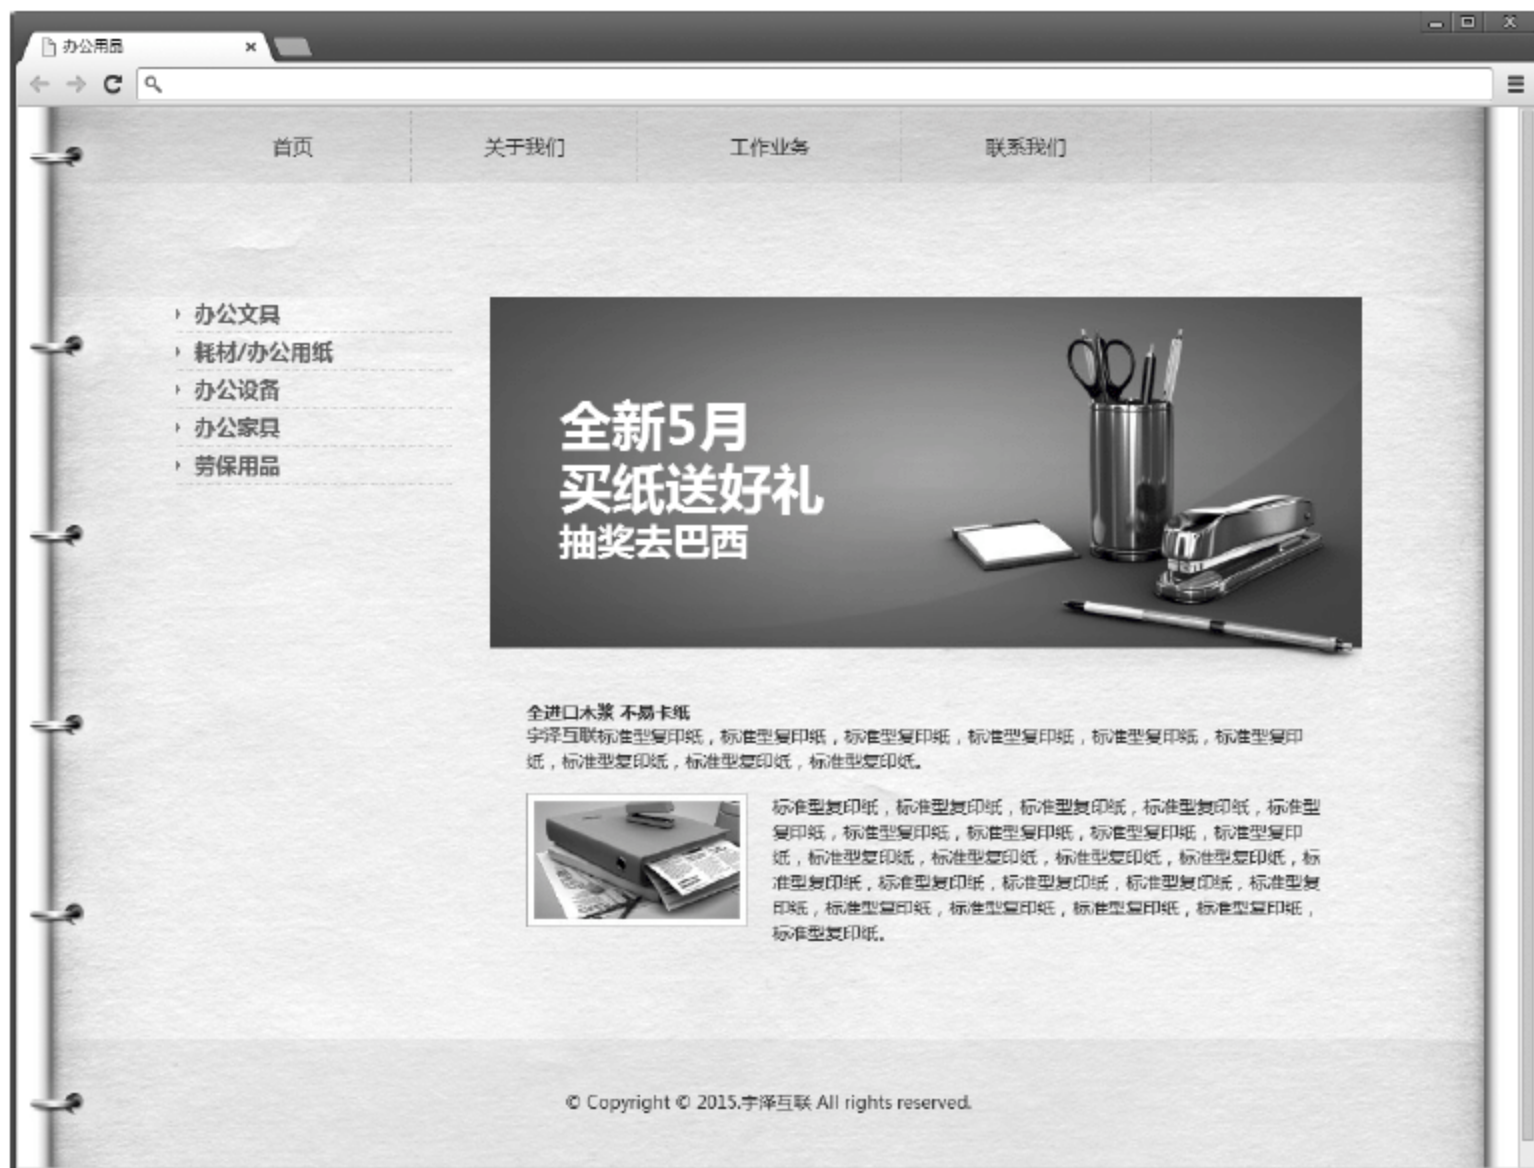 办公用品
首页 关于我们 工作业务 联系我们
办公文具
耗材/办公用纸
办公设备
办公家具
劳保用品
全新5月
买纸送好礼
抽奖去巴西
全进口木浆 不易卡纸
宇泽互联标准型复印纸，标准型复印纸，标准型复印纸，标准型复印纸，标准型复印纸，标准型复印
纸，标准型复印纸，标准型复印纸，标准型复印纸。
标准型复印纸，标准型复印纸，标准型复印纸，标准型复印纸，标准型
复印纸，标准型复印纸，标准型复印纸，标准型复印纸，标准型复印
纸，标准型复印纸，标准型复印纸，标准型复印纸，标准型复印纸，标
准型复印纸，标准型复印纸，标准型复印纸，标准型复印纸，标准型复
印纸，标准型复印纸，标准型复印纸，标准型复印纸，标准型复印纸，
标准型复印纸。
© Copyright © 2015.宇泽互联 All rights reserved.